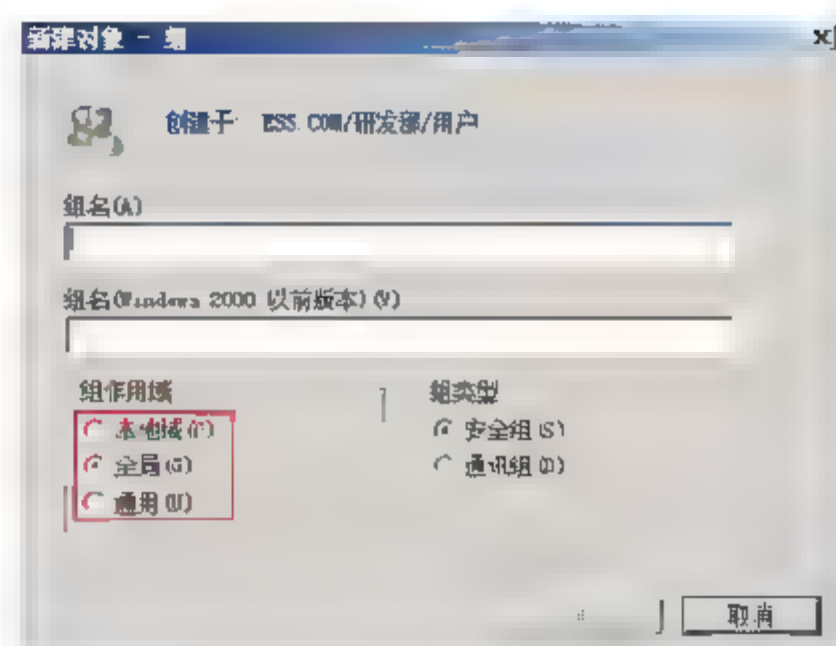 新建对象 - 组
创建于: ESS.COM/研发部/用户
组名(A)
组名(Windows 2000 以前版本)(W)
组作用域
本地域(O)
全局(G)
通用(U)
组类型
安全组(S)
通讯组(D)
取消